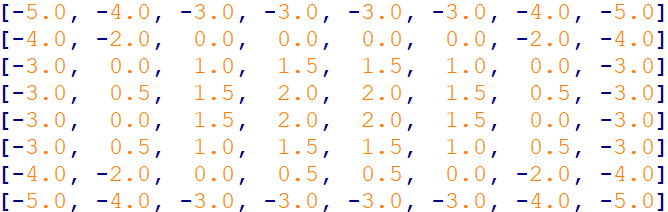 [-5.0, -4.0, -3.0, -3.0, -3.0, -3.0, -4.0, -5.0]
[-4.0, -2.0, 0.0, 0.0, 0.0, 0.0, -2.0, -4.0]
[-3.0, 0.0, 1.0, 1.5, 1.5, 1.0, 0.0, -3.0]
[-3.0, 0.5, 1.5, 2.0, 2.0, 1.5, 0.5, -3.0]
[-3.0, 0.0, 1.5, 2.0, 2.0, 1.5, 0.0, -3.0]
[-3.0, 0.5, 1.0, 1.5, 1.5, 1.0, 0.5, -3.0]
[-4.0, -2.0, 0.0, 0.5, 0.5, 0.0, -2.0, -4.0]
[-5.0, -4.0, -3.0, -3.0, -3.0, -3.0, -4.0, -5.0]